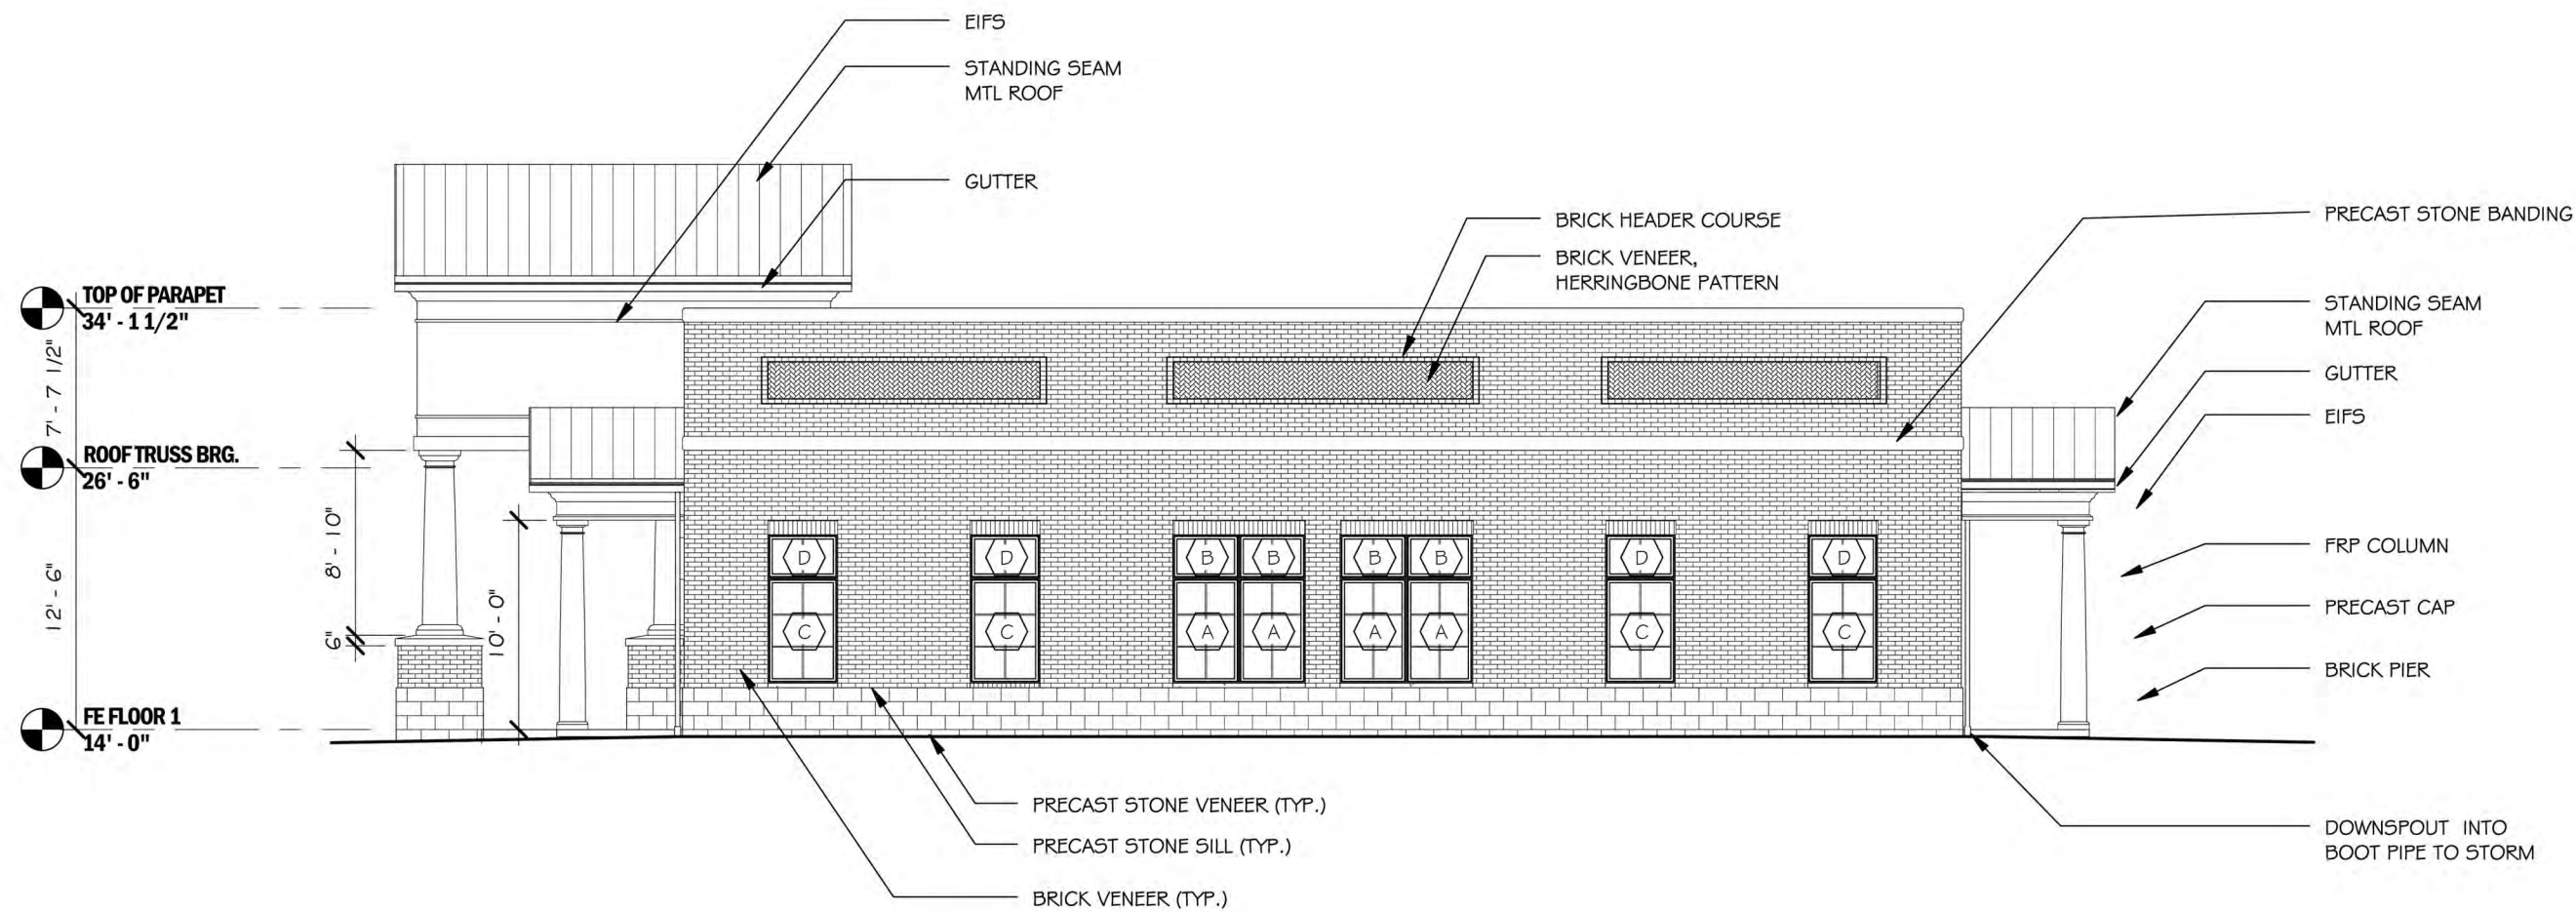 EIFS
STANDING SEAM
MTL ROOF
GUTTER
BRICK HEADER COURSE
BRICK VENEER,
HERRINGBONE PATTERN
PRECAST STONE BANDING
STANDING SEAM
MTL ROOF
GUTTER
EIFS
FRP COLUMN
PRECAST CAP
BRICK PIER
DOWNSPOUT INTO
BOOT PIPE TO STORM
TOP OF PARAPET
34' - 1 1/2"
7' - 7 1/2"
ROOF TRUSS BRG.
26' - 6"
12' - 6"
FE FLOOR 1
14' - 0"
8' - 10"
6"
10' - 0"
D D B B B B D D
C C A A A A C C
PRECAST STONE VENEER (TYP.)
PRECAST STONE SILL (TYP.)
BRICK VENEER (TYP.)